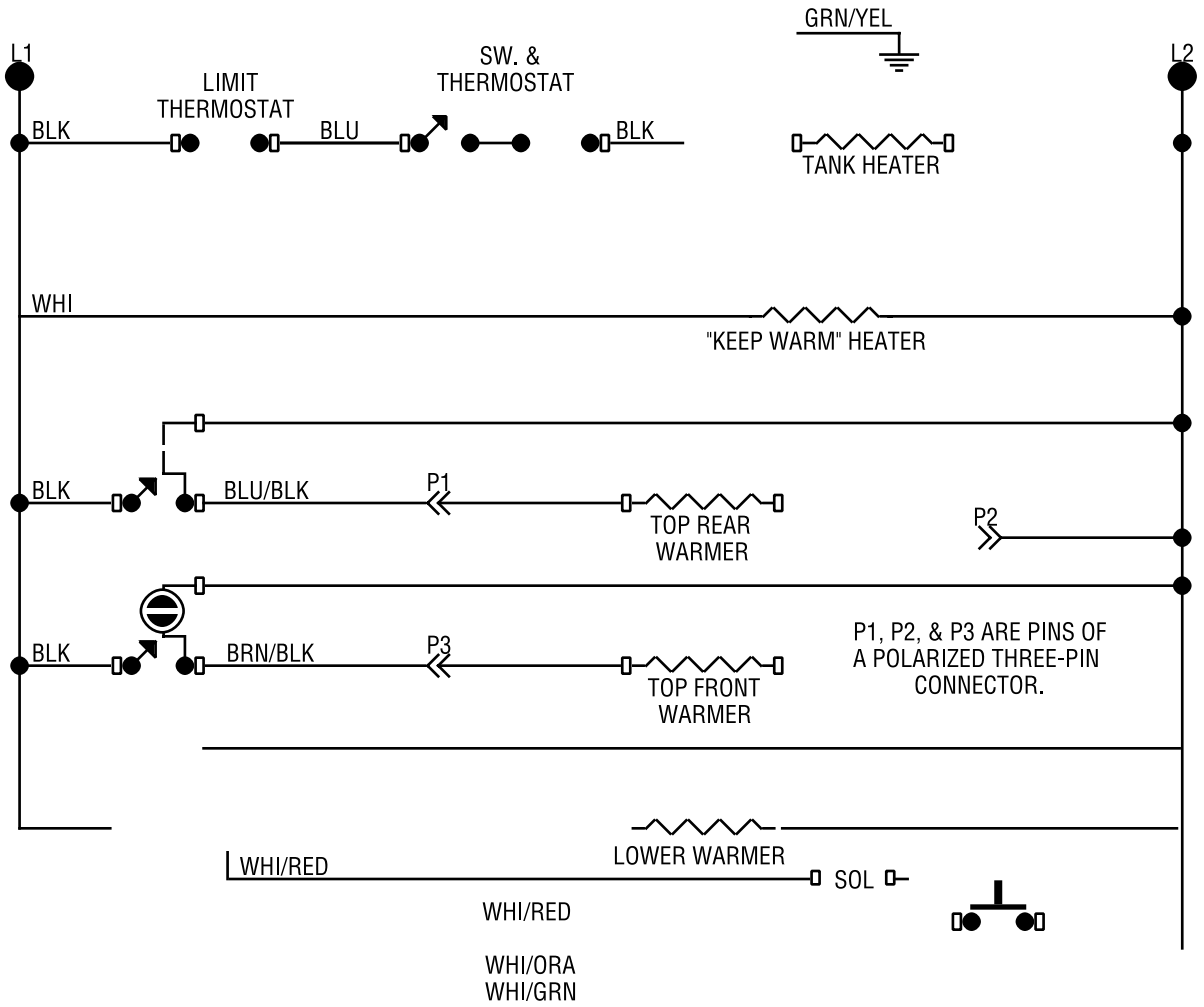 GRN/YEL
L1
SW. &
THERMOSTAT
L2
LIMIT
THERMOSTAT
BLK
BLU
BLK
TANK HEATER
WHI
"KEEP WARM" HEATER
BLK
BLU/BLK
P1
TOP REAR
WARMER
P2
BLK
BRN/BLK
P3
TOP FRONT
WARMER
P1, P2, & P3 ARE PINS OF
A POLARIZED THREE-PIN
CONNECTOR.
LOWER WARMER
WHI/RED
SOL
WHI/RED
WHI/ORA
WHI/GRN